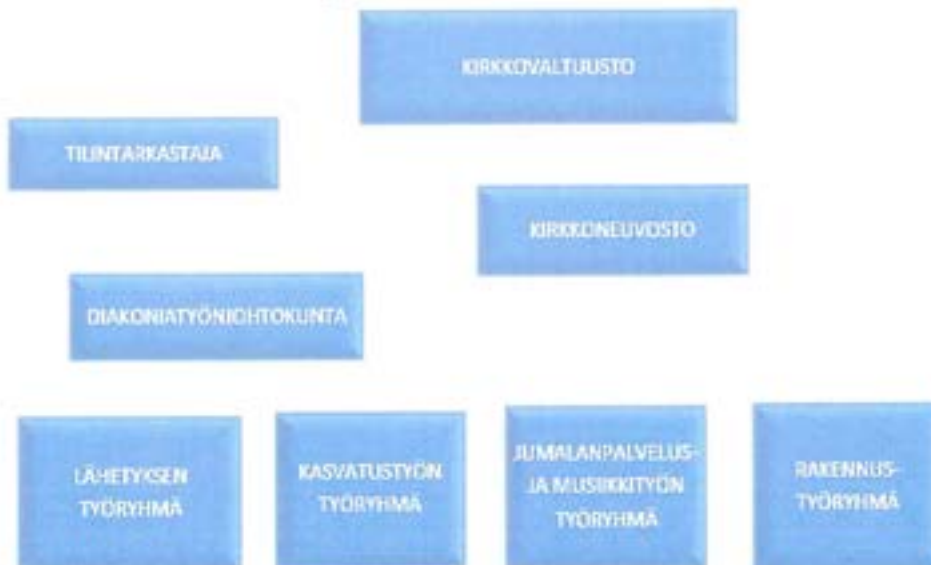 KIRKKOVALTUUSTO
TILINTARKASTAJA
KIRKKONEUVOSTO
DIAKONIATYÖNJOHTOKUNTA
LÄHETYKSEN
TYÖRYHMÄ
KASVATUSTYÖN
TYÖRYHMÄ
JUMALANPALVELUS-
JA MUSIIKKITYÖN
TYÖRYHMÄ
RAKENNUS-
TYÖRYHMÄ